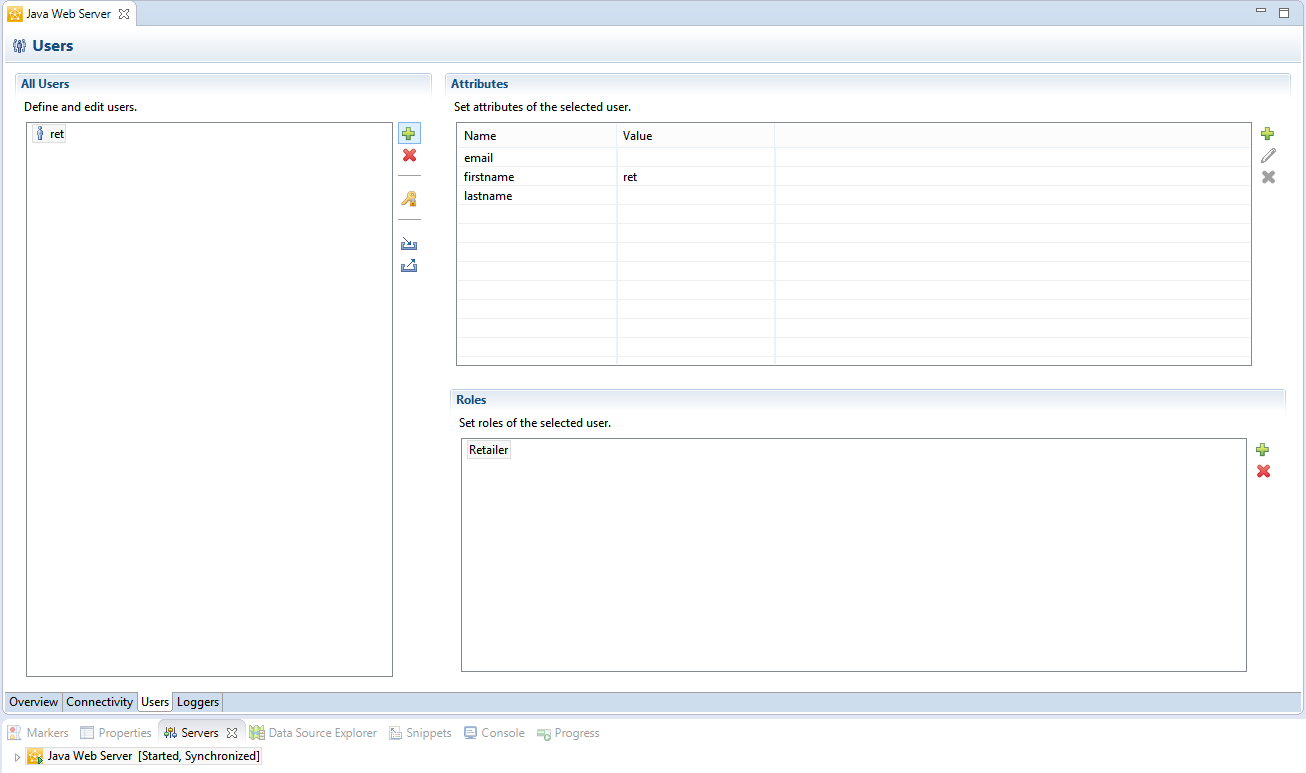 Java Web Server
Users
All Users
Define and edit users.
ret
Attributes
Set attributes of the selected user.
Name Value
email
firstname ret
lastname
Roles
Set roles of the selected user.
Retailer
Overview Connectivity Users Loggers
Markers Properties Servers Data Source Explorer Snippets Console Progress
Java Web Server [Started, Synchronized]